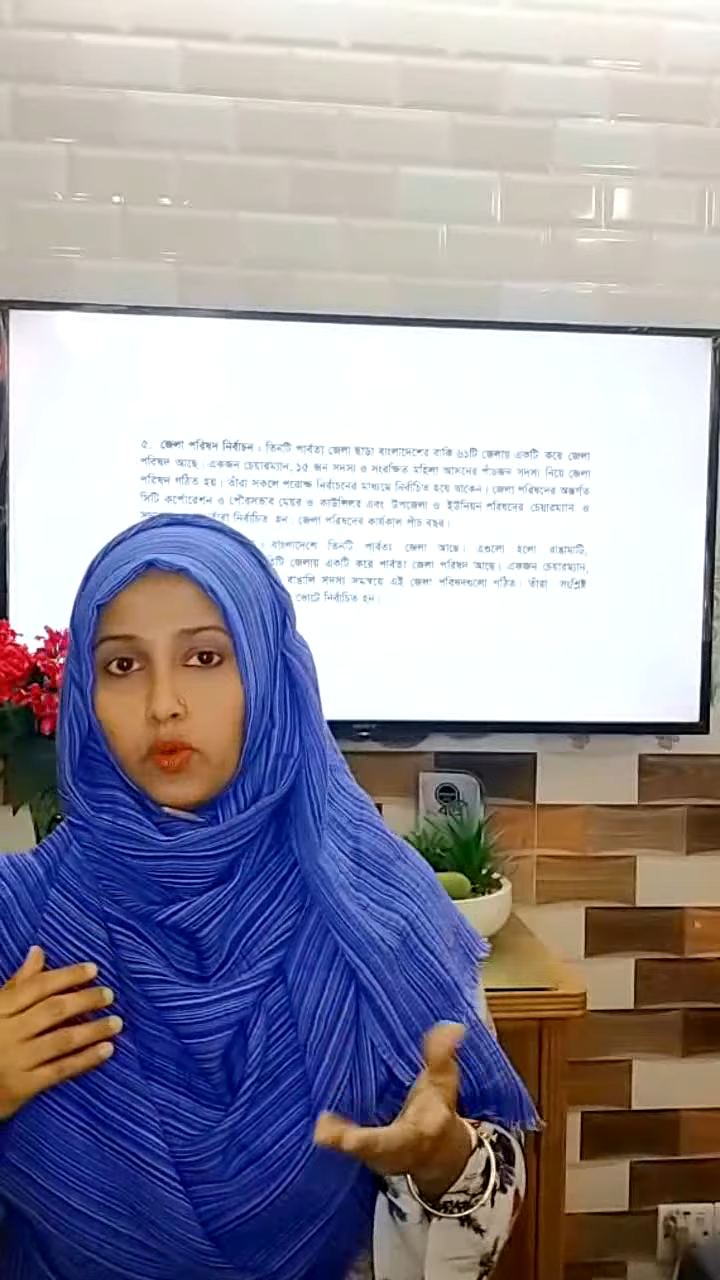 ৫. জেলা পরিষদ নির্বাচন : তিনটি পার্বত্য জেলা ছাড়া বাংলাদেশের বাকি ৬১টি জেলায় একটি করে জেলা
পরিষদ আছে। একজন চেয়ারম্যান, ১৫ জন সদস্য ও সংরক্ষিত মহিলা আসনের পাঁচজন সদস্য নিয়ে জেলা
পরিষদ গঠিত হয়। তাঁরা সকলে পরোক্ষ নির্বাচনের মাধ্যমে নির্বাচিত হয়ে থাকেন। জেলা পরিষদের অন্তর্গত
সিটি কর্পোরেশন ও পৌরসভার মেয়র ও কাউন্সিলর এবং উপজেলা ও ইউনিয়ন পরিষদের চেয়ারম্যান ও
নির্বাচিত হন। জেলা পরিষদের কার্যকাল পাঁচ বছর।
: বাংলাদেশে তিনটি পার্বত্য জেলা আছে। এগুলো হলো রাঙামাটি,
জেলায় একটি করে পার্বত্য জেলা পরিষদ আছে। একজন চেয়ারম্যান,
বাঙালি সদস্য সমন্বয়ে এই জেলা পরিষদগুলো গঠিত। তাঁরা সংশ্লিষ্ট
ভোটে নির্বাচিত হন।